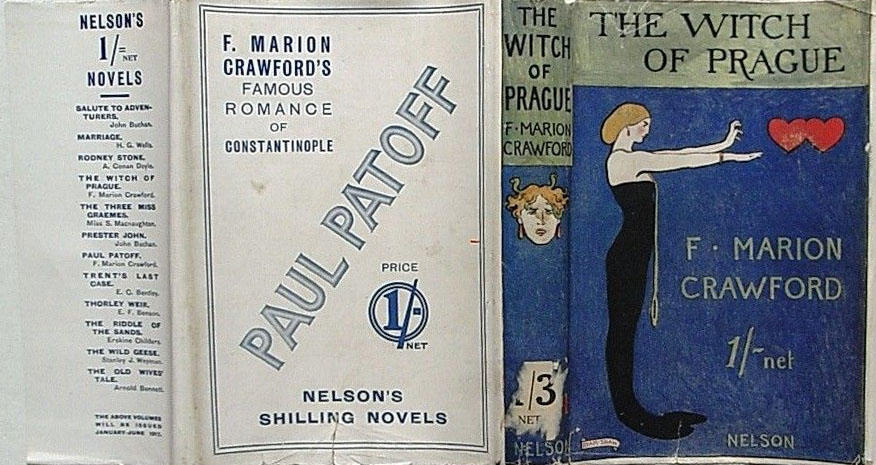 NELSON'S
1/= NET
NOVELS
SALUTE TO ADVEN-
TURERS.
John Buchan.
MARRIAGE.
H. G. Wells.
RODNEY STONE.
A. Conan Doyle.
THE WITCH OF
PRAGUE.
F. Marion Crawford.
THE THREE MISS
GRAEMES.
Miss S. Macnaughtan.
PRESTER JOHN.
John Buchan.
PAUL PATOFF.
F. Marion Crawford.
TRENT'S LAST
CASE.
E. C. Bentley.
THORLEY WEIR.
E. F. Benson.
THE RIDDLE OF
THE SANDS.
Erskine Childers.
THE WILD GEESE.
Stanley J. Weyman.
THE OLD WIVES'
TALE.
Arnold Bennett.
THE ABOVE VOLUMES
WILL BE ISSUED
JANUARY-JUNE
F. MARION
CRAWFORD'S
FAMOUS
ROMANCE
OF
CONSTANTINOPLE
PAUL PATOFF
PRICE
1/=
NET
NELSON'S
SHILLING NOVELS
THE
WITCH
OF
PRAGUE
F·MARION
CRAWFORD
1/3
NET
NELSON
THE WITCH
OF PRAGUE
F·MARION
CRAWFORD
1/- net
NELSON